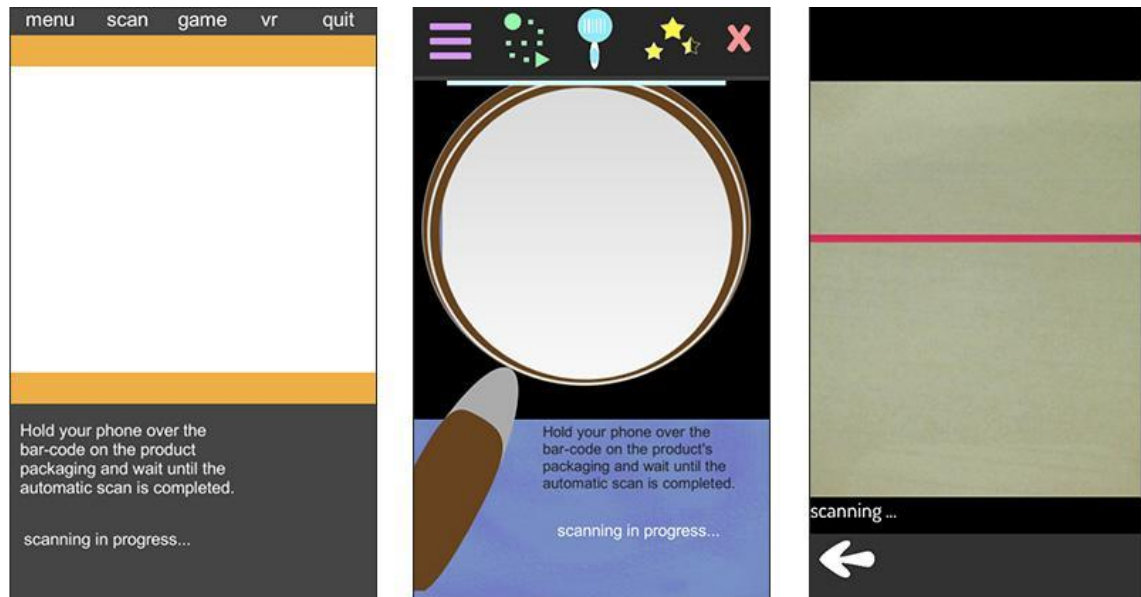 menu scan game vr quit
Hold your phone over the
bar-code on the product
packaging and wait until the
automatic scan is completed.
scanning in progress...
Hold your phone over the
bar-code on the product's
packaging and wait until the
automatic scan is completed.
scanning in progress...
scanning ...